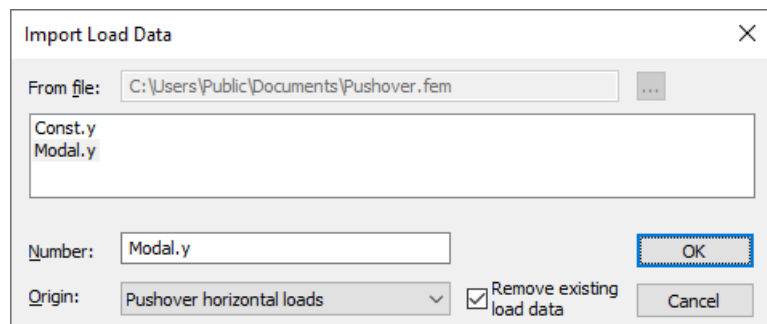 Import Load Data
From file: C:\Users\Public\Documents\Pushover.fem ...
Const.y
Modal.y
Number: Modal.y OK
Origin: Pushover horizontal loads Remove existing
load data Cancel